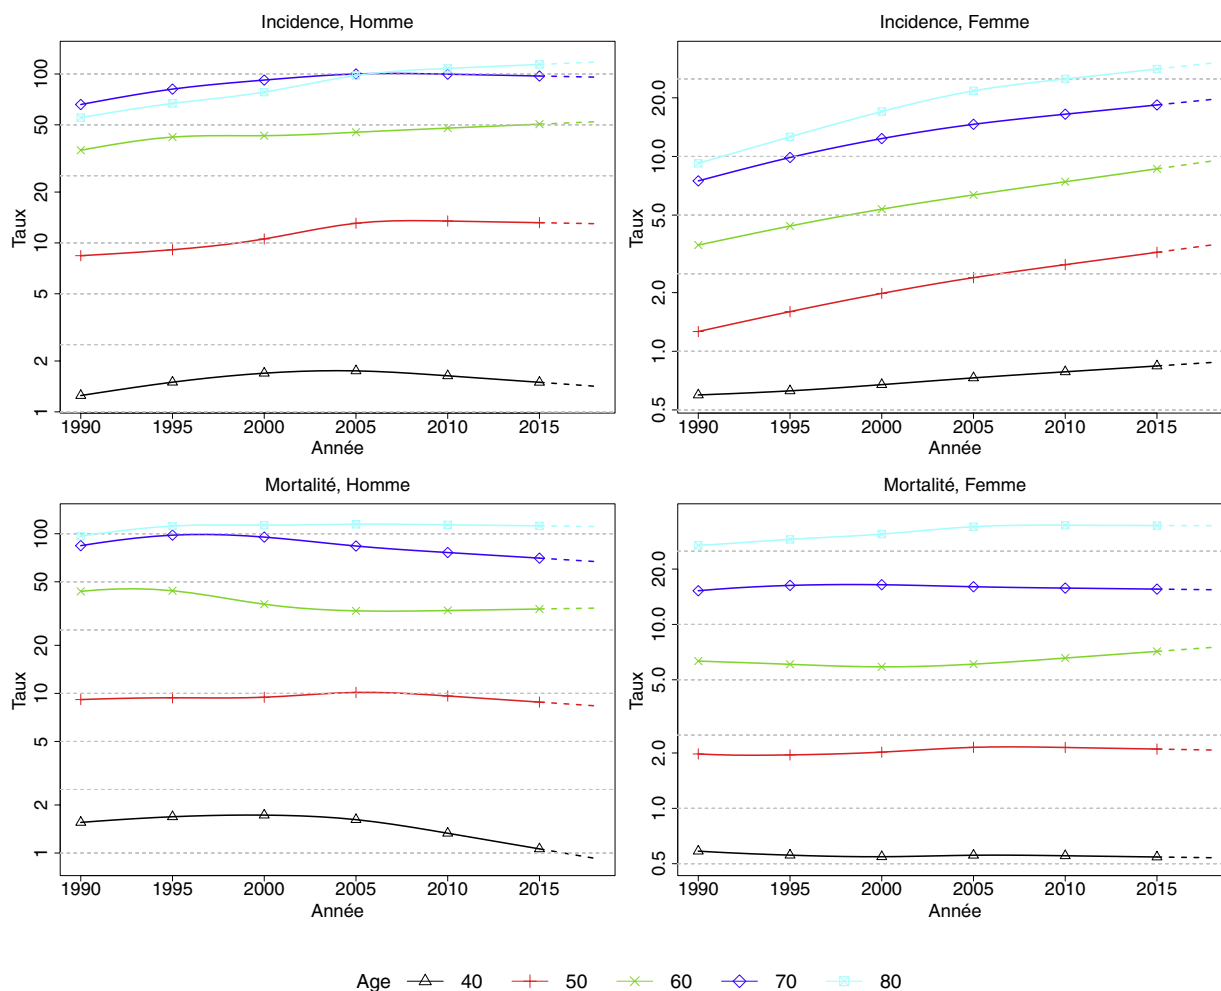 Incidence, Homme
Taux
100
50
20
10
5
2
1
1990 1995 2000 2005 2010 2015
Année
Incidence, Femme
Taux
20.0
10.0
5.0
2.0
1.0
0.5
1990 1995 2000 2005 2010 2015
Année
Mortalité, Homme
Taux
100
50
20
10
5
2
1
1990 1995 2000 2005 2010 2015
Année
Mortalité, Femme
Taux
20.0
10.0
5.0
2.0
1.0
0.5
1990 1995 2000 2005 2010 2015
Année
Age 40 50 60 70 80